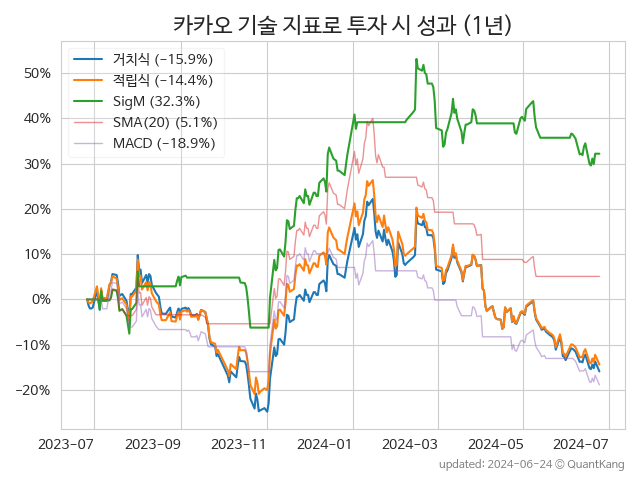 카카오 기술 지표로 투자 시 성과 (1년)
거치식 (−15.9%)
적립식 (−14.4%)
SigM (32.3%)
SMA(20) (5.1%)
MACD (−18.9%)
50%
40%
30%
20%
10%
0%
−10%
−20%
2023-07 2023-09 2023-11 2024-01 2024-03 2024-05 2024-07
updated: 2024-06-24 © QuantKang